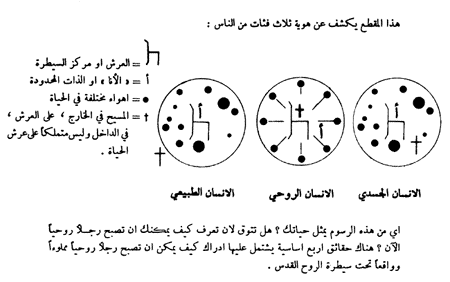 هذا المقطع يكشف عن هوية ثلاث فئات من الناس :
= العرش او مركز السيطرة
أ = « الأنا » او الذات المحدودة
● = اهواء مختلفة في الحياة
† = المسيح في الخارج ، على العرش ،
في الداخل وليس متملكاً على عرش
الحياة .
أ
†
أ
أ
†
الانسان الطبيعي
الانسان الروحي
الانسان الجسدي
اي من هذه الرسوم يمثل حياتك ؟ هل تتوق لان تعرف كيف يمكنك ان تصبح رجلا روحياً
الآن ؟ هناك حقائق اربع اساسية يشتمل عليها ادراك كيف يمكن ان تصبح رجلا روحياً مملوءاً
وواقعاً تحت سيطرة الروح القدس .